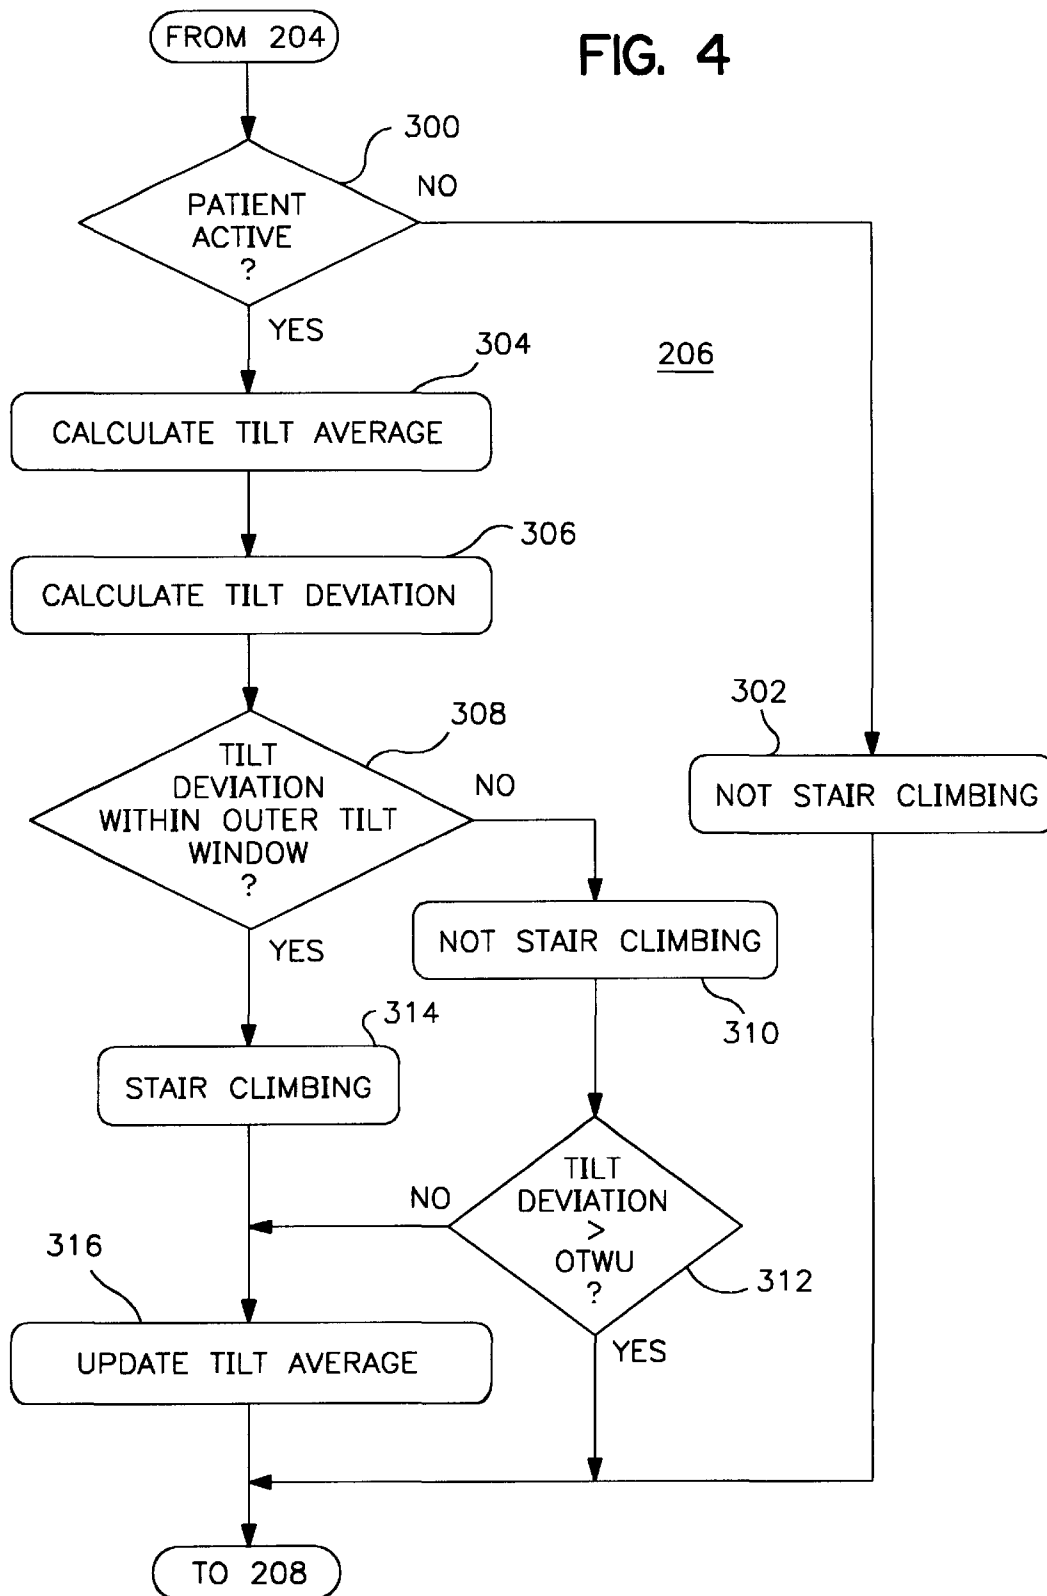 FROM 204
FIG. 4
300
NO
PATIENT
ACTIVE
?
YES
304
206
CALCULATE TILT AVERAGE
306
CALCULATE TILT DEVIATION
302
308
TILT
DEVIATION
WITHIN OUTER TILT
WINDOW
?
NO
NOT STAIR CLIMBING
YES
NOT STAIR CLIMBING
310
314
STAIR CLIMBING
TILT
DEVIATION
>
OTWU
?
NO
312
316
YES
UPDATE TILT AVERAGE
TO 208